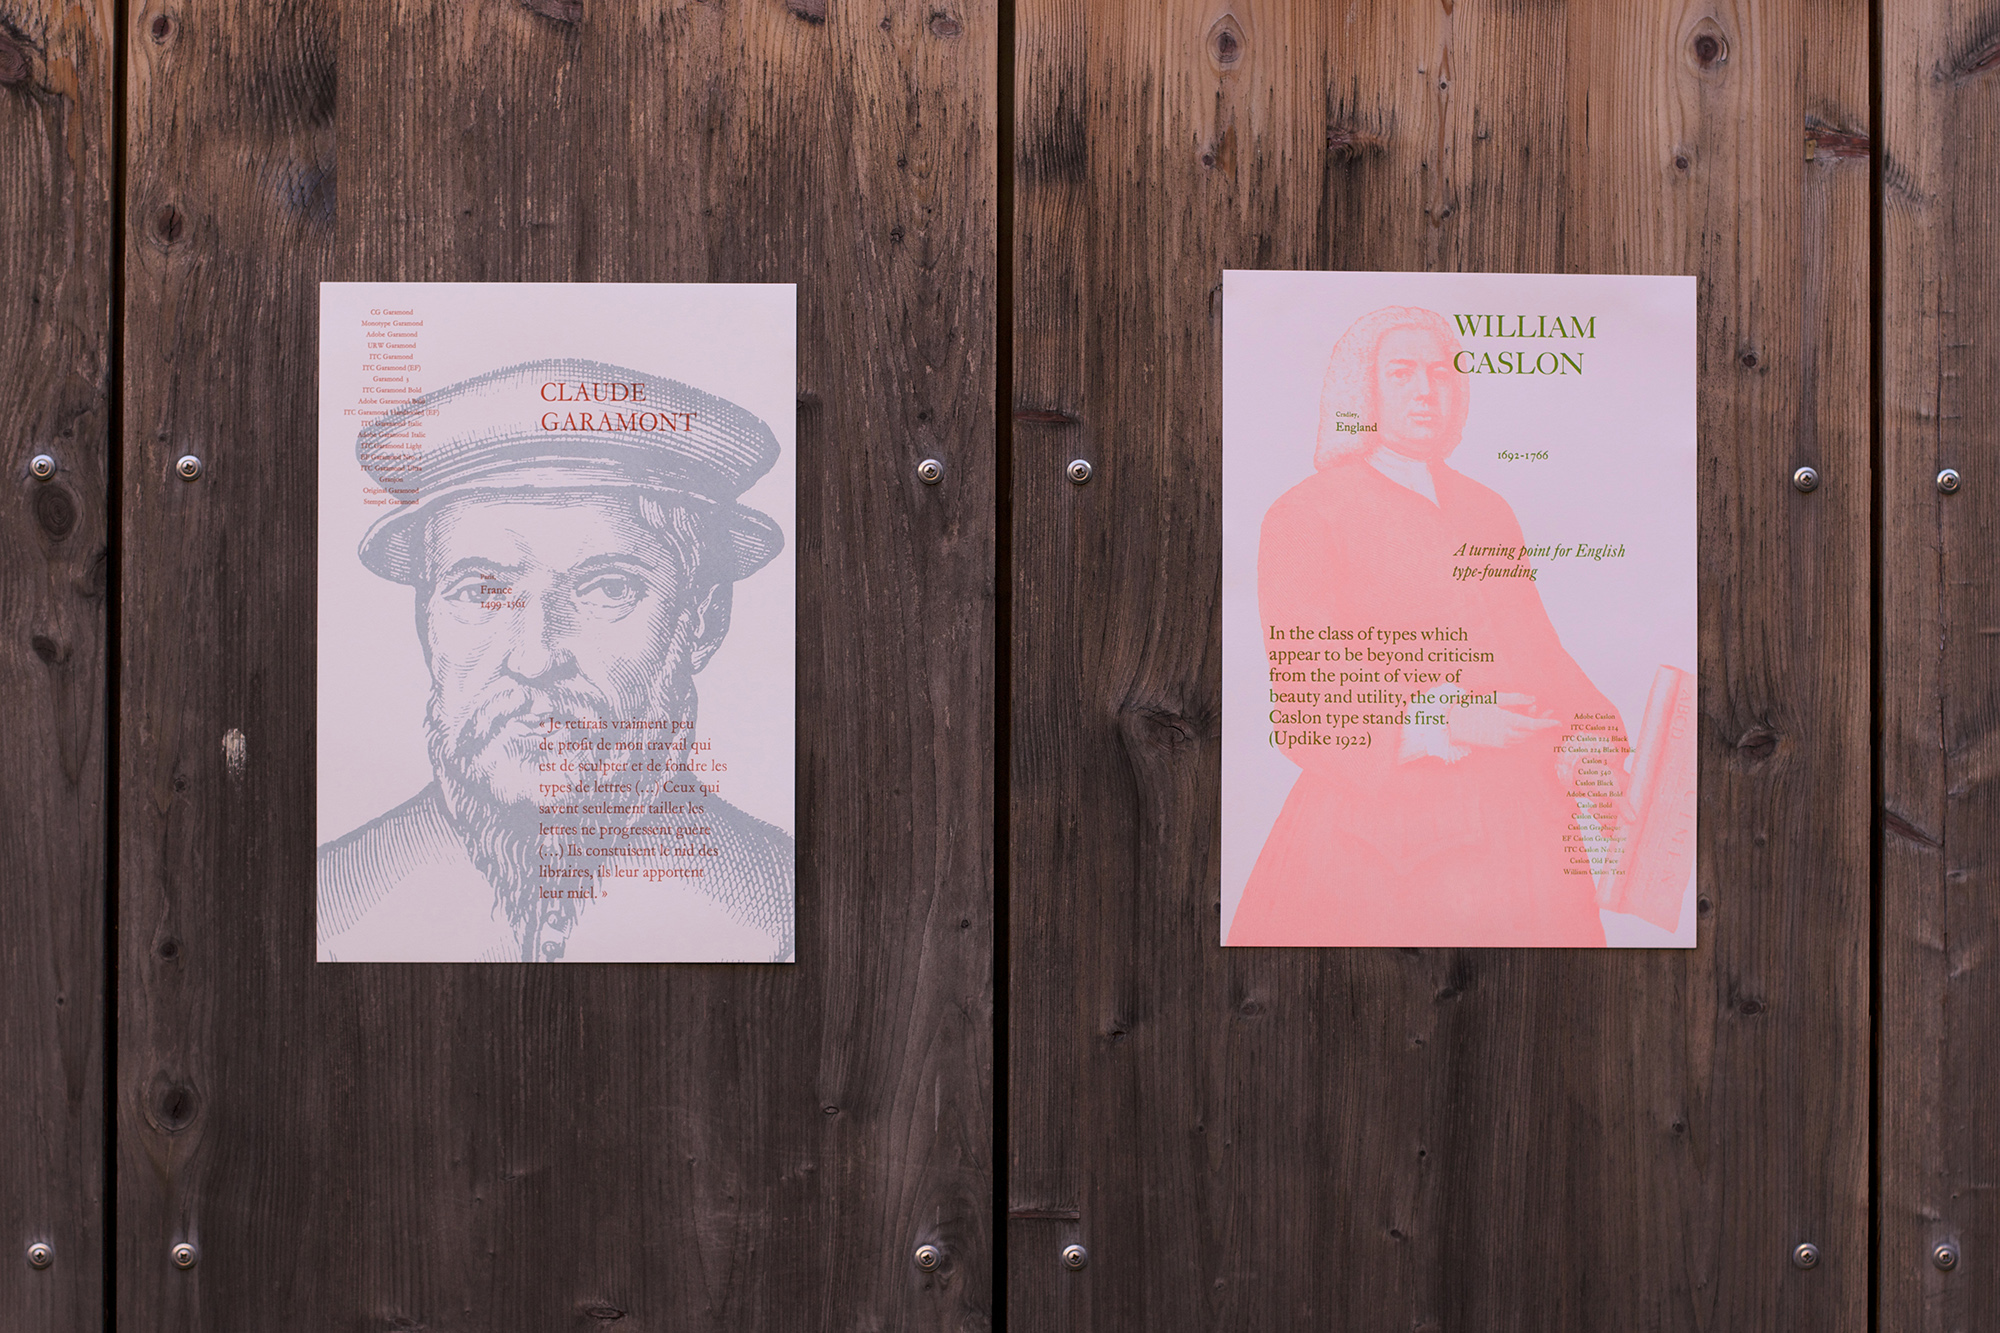 CG Garamond
Monotype Garamond
Adobe Garamond
URW Garamond
ITC Garamond
ITC Garamond (EF)
Garamond 3
ITC Garamond Bold
Adobe Garamond Bold
ITC Garamond (EF)
ITC Garamond Italic
Adobe Garamond Italic
ITC Garamond Light
ITC Garamond Ultra
Granjon
Original Garamond
Stempel Garamond
CLAUDE
GARAMONT
Paris,
France
1499-1561
« Je retirais vraiment peu
de profit de mon travail qui
est de sculpter et de fondre les
types de lettres (…) Ceux qui
savent seulement tailler les
lettres ne progressent guère
(…) Ils constuisent le nid des
libraires, ils leur apportent
leur miel. »
WILLIAM
CASLON
Cradley,
England
1692-1766
A turning point for English
type-founding
In the class of types which
appear to be beyond criticism
from the point of view of
beauty and utility, the original
Caslon type stands first.
(Updike 1922)
Adobe Caslon
ITC Caslon 224
ITC Caslon 224 Black
ITC Caslon 224 Black Italic
Caslon 3
Caslon 540
Caslon Black
Adobe Caslon Bold
Caslon Bold
Caslon Classico
Caslon Graphique
EF Caslon Graphique
ITC Caslon No. 224
Caslon Old Face
William Caslon Text